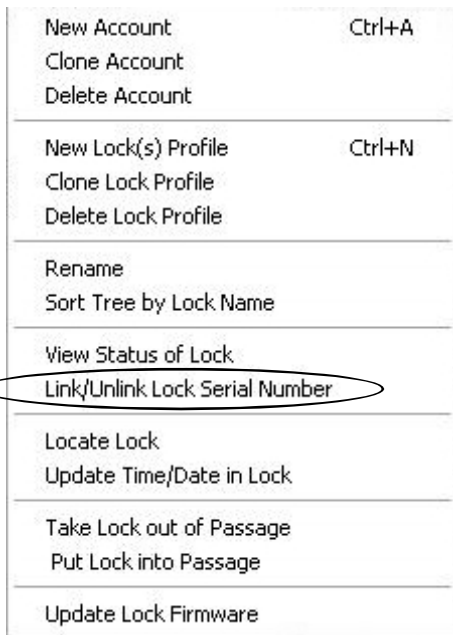 New Account Ctrl+A
Clone Account
Delete Account
New Lock(s) Profile Ctrl+N
Clone Lock Profile
Delete Lock Profile
Rename
Sort Tree by Lock Name
View Status of Lock
Link/Unlink Lock Serial Number
Locate Lock
Update Time/Date in Lock
Take Lock out of Passage
Put Lock into Passage
Update Lock Firmware